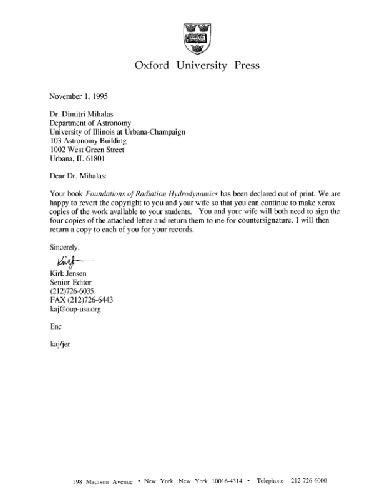 Oxford University Press
November 1, 1995
Dr. Dimitri Mihalas
Department of Astronomy
University of Illinois at Urbana-Champaign
103 Astronomy Building
1002 West Green Street
Urbana, IL 61801
Dear Dr. Mihalas:
Your book Foundations of Radiation Hydrodynamics has been declared out of print. We are
happy to revert the copyright to you and your wife so that you can continue to make xerox
copies of the work available to your students. You and your wife will both need to sign the
four copies of the attached letter and return them to me for countersignature. I will then
return a copy to each of you for your records.
Sincerely,
Kirk
Kirk Jensen
Senior Editor
(212)726-6035
FAX (212)726-6443
kaj@oup-usa.org
Enc
kaj/jer
198 Madison Avenue • New York, New York 10016-4314 • Telephone 212 726 6000